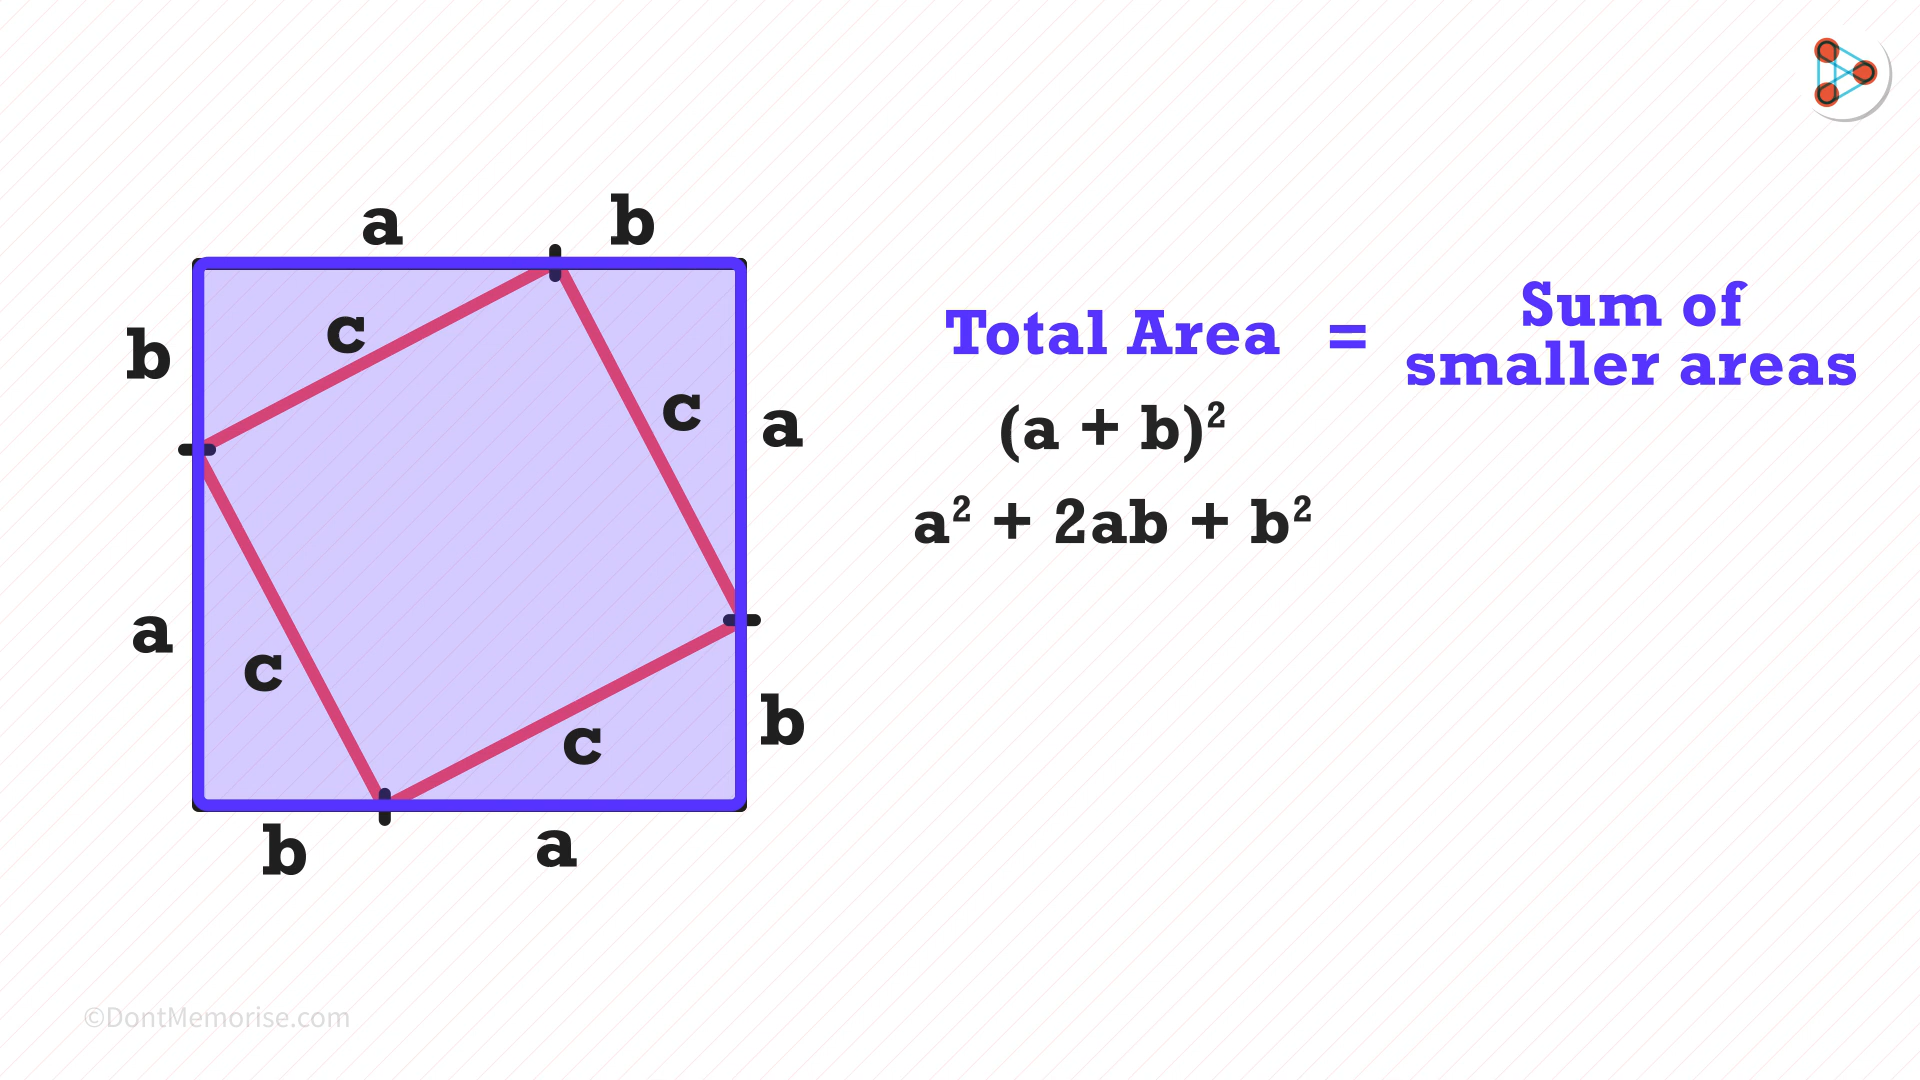 a b
b c
c a
Total Area = Sum of smaller areas
(a + b)²
a² + 2ab + b²
a c
c b
b a
©DontMemorise.com